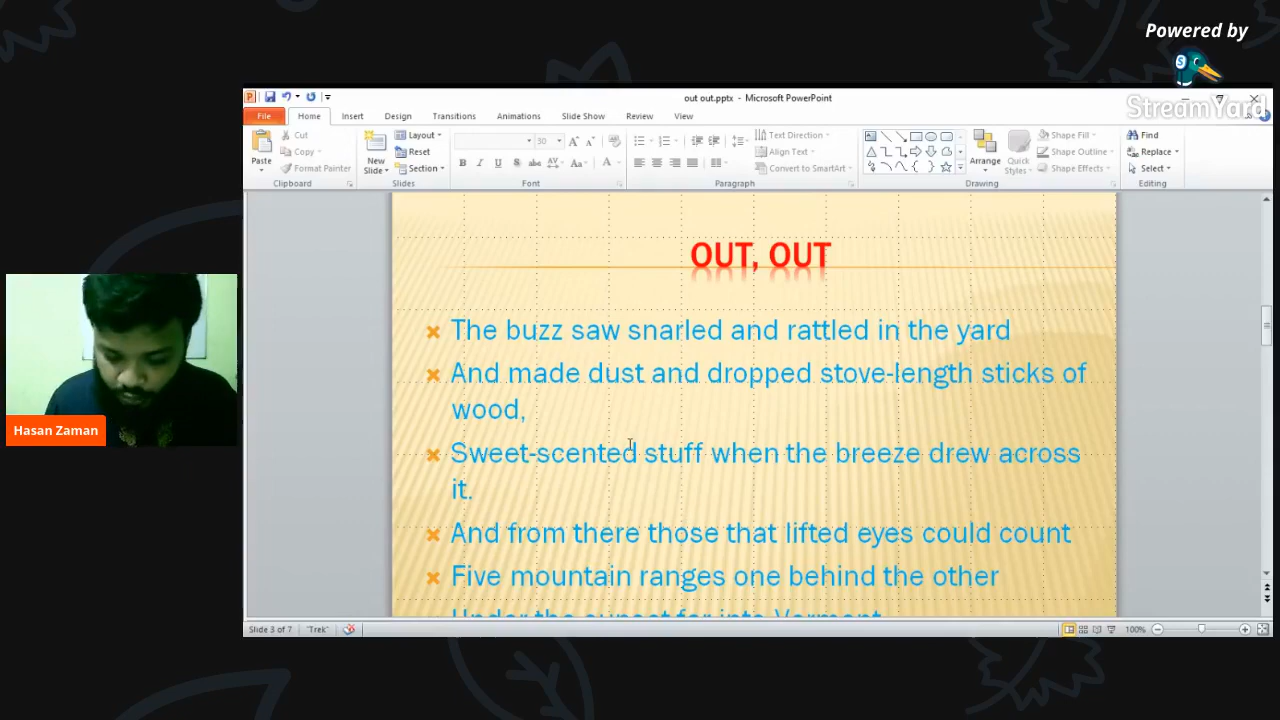 Powered by
StreamYard
out out.pptx - Microsoft PowerPoint
File Home Insert Design Transitions Animations Slide Show Review View
Paste
Cut
Copy
Format Painter
Clipboard
New Slide
Layout
Reset
Section
Slides
30
Font
Text Direction
Align Text
Convert to SmartArt
Paragraph
Arrange
Quick Styles
Shape Fill
Shape Outline
Shape Effects
Drawing
Find
Replace
Select
Editing
OUT, OUT
The buzz saw snarled and rattled in the yard
And made dust and dropped stove-length sticks of
wood,
Sweet-scented stuff when the breeze drew across
it.
And from there those that lifted eyes could count
Five mountain ranges one behind the other
Under the sunset far into Vermont
Hasan Zaman
Slide 3 of 7 "Trek" 100%